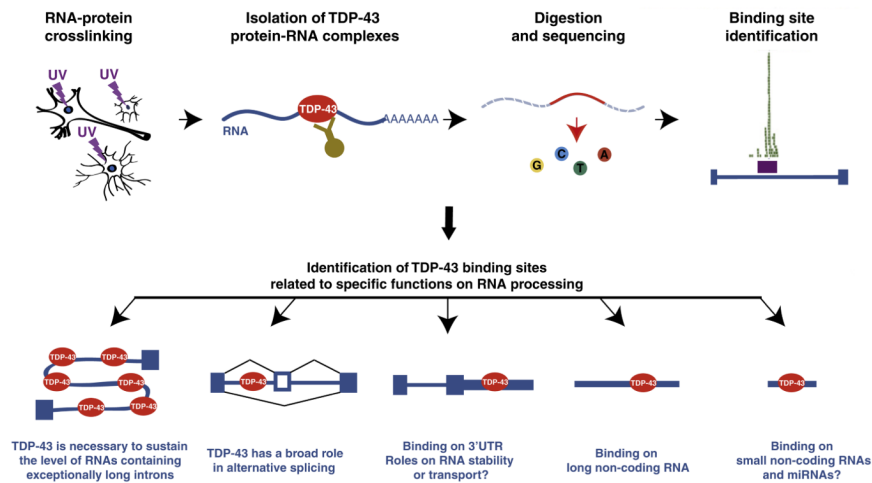 RNA-protein
crosslinking
Isolation of TDP-43
protein-RNA complexes
Digestion
and sequencing
Binding site
identification
UV
UV
UV
TDP-43
RNA
AAAAAAA
G
C
T
A
Identification of TDP-43 binding sites
related to specific functions on RNA processing
TDP-43
TDP-43
TDP-43
TDP-43
TDP-43
TDP-43
TDP-43
TDP-43
TDP-43
TDP-43
TDP-43 is necessary to sustain
the level of RNAs containing
exceptionally long introns
TDP-43 has a broad role
in alternative splicing
Binding on 3'UTR
Roles on RNA stability
or transport?
Binding on
long non-coding RNA
Binding on
small non-coding RNAs
and miRNAs?